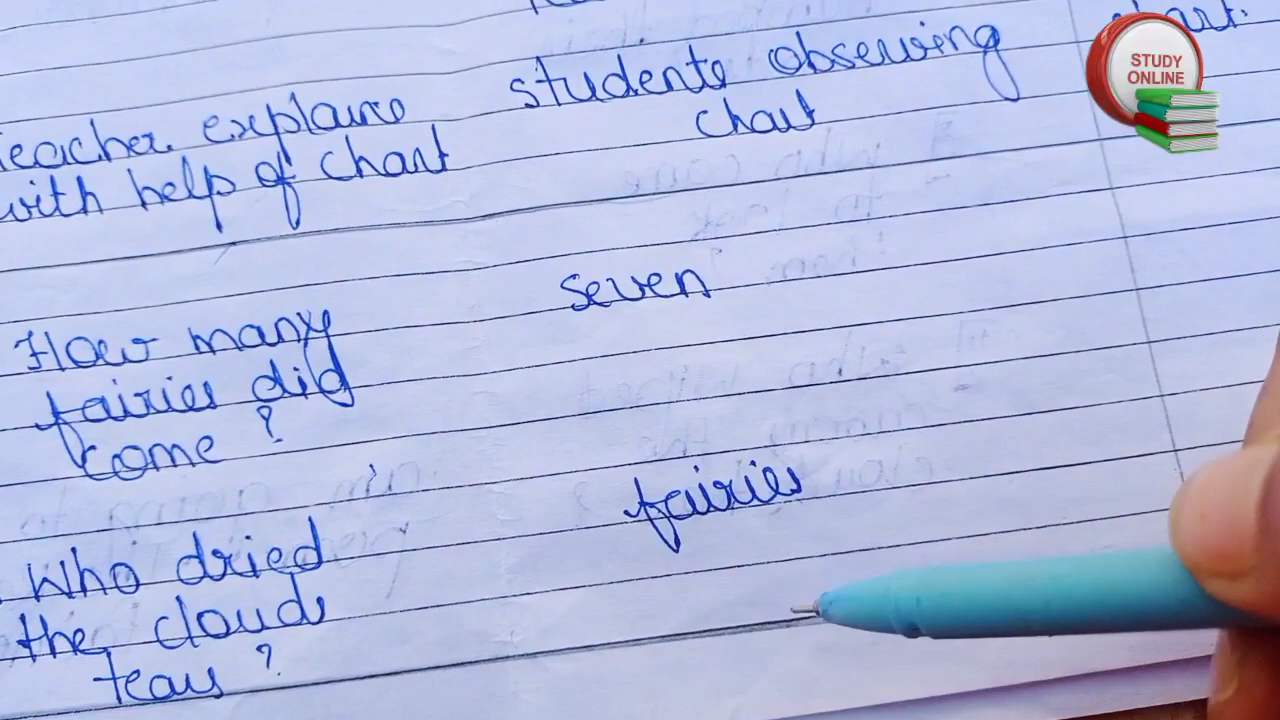 chart.
STUDY
ONLINE
teacher explains
with help of chart
students observing
chart
How many
fairies did
come ?
seven
Who dried
the clouds
tears ?
fairies